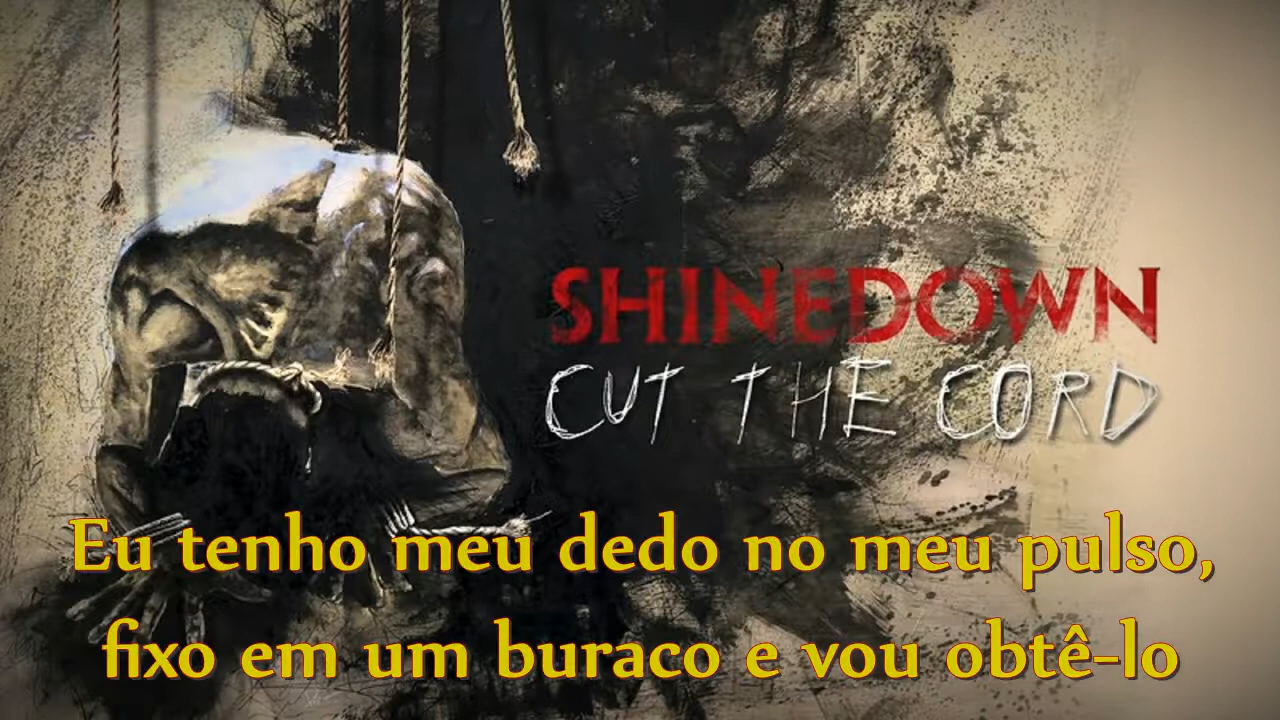 SHINEDOWN
CUT THE CORD
Eu tenho meu dedo no meu pulso,
fixo em um buraco e vou obtê-lo